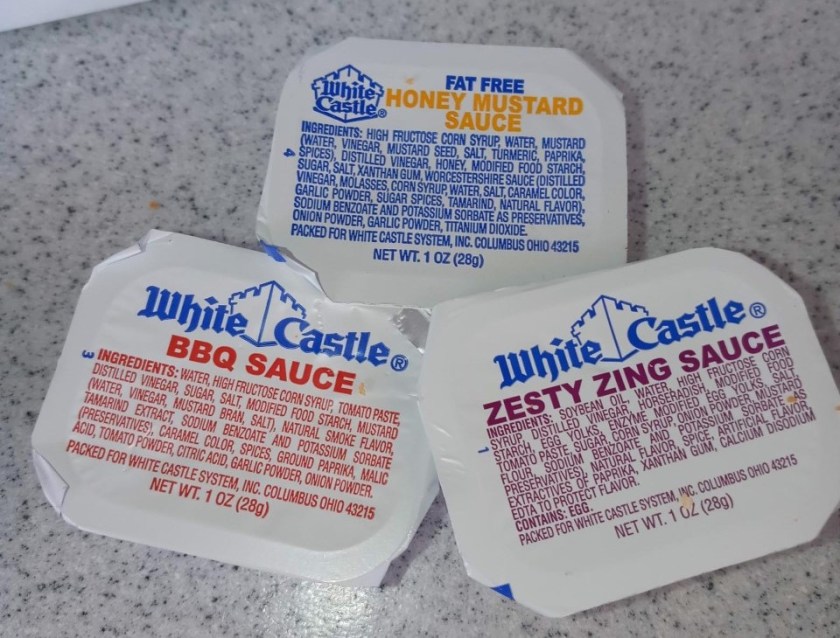 White
Castle®
FAT FREE
HONEY MUSTARD
SAUCE
INGREDIENTS: HIGH FRUCTOSE CORN SYRUP, WATER, MUSTARD
(WATER, VINEGAR, MUSTARD SEED, SALT, TURMERIC, PAPRIKA,
SPICES), DISTILLED VINEGAR, HONEY, MODIFIED FOOD STARCH,
SUGAR, SALT, XANTHAN GUM, WORCESTERSHIRE SAUCE (DISTILLED
VINEGAR, MOLASSES, CORN SYRUP, WATER, SALT, CARAMEL COLOR,
GARLIC POWDER, SUGAR SPICES, TAMARIND, NATURAL FLAVOR),
SODIUM BENZOATE AND POTASSIUM SORBATE AS PRESERVATIVES,
ONION POWDER, GARLIC POWDER, TITANIUM DIOXIDE.
PACKED FOR WHITE CASTLE SYSTEM, INC. COLUMBUS OHIO 43215
NET WT. 1 OZ (28g)
4
White Castle®
BBQ SAUCE
3
INGREDIENTS: WATER, HIGH FRUCTOSE CORN SYRUP, TOMATO PASTE,
DISTILLED VINEGAR, SUGAR, SALT, MODIFIED FOOD STARCH, MUSTARD
(WATER, VINEGAR, MUSTARD BRAN, SALT), NATURAL SMOKE FLAVOR,
TAMARIND EXTRACT, SODIUM BENZOATE AND POTASSIUM SORBATE
(PRESERVATIVES), CARAMEL COLOR, SPICES, GROUND PAPRIKA, MALIC
ACID, TOMATO POWDER, CITRIC ACID, GARLIC POWDER, ONION POWDER.
PACKED FOR WHITE CASTLE SYSTEM, INC. COLUMBUS OHIO 43215
NET WT. 1 OZ (28g)
White Castle®
ZESTY ZING SAUCE
1
INGREDIENTS: SOYBEAN OIL, WATER, HIGH FRUCTOSE CORN
SYRUP, DISTILLED VINEGAR, HORSERADISH, MODIFIED FOOD
STARCH, EGG YOLKS, ENZYME MODIFIED EGG YOLKS, SALT,
TOMATO PASTE, SUGAR, CORN SYRUP, ONION POWDER, MUSTARD
FLOUR, SODIUM BENZOATE AND POTASSIUM SORBATE (AS
PRESERVATIVES), NATURAL FLAVOR, SPICE, ARTIFICIAL FLAVOR,
EXTRACTIVES OF PAPRIKA, XANTHAN GUM, CALCIUM DISODIUM
EDTA TO PROTECT FLAVOR.
CONTAINS: EGG.
PACKED FOR WHITE CASTLE SYSTEM, INC. COLUMBUS OHIO 43215
NET WT. 1 OZ (28g)